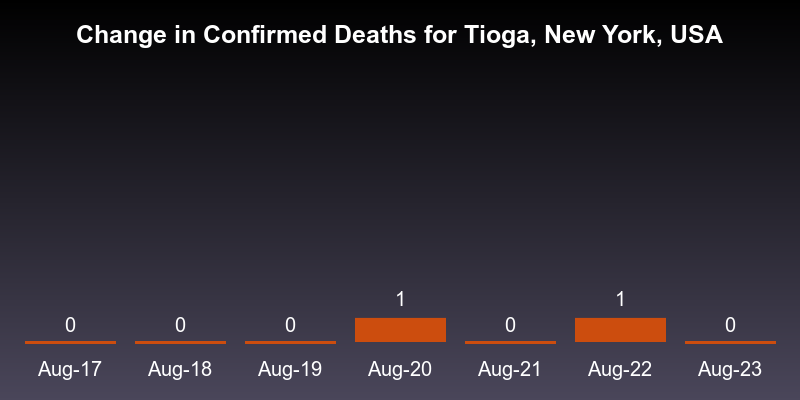 Change in Confirmed Deaths for Tioga, New York, USA
0 0 0 1 0 1 0
Aug-17 Aug-18 Aug-19 Aug-20 Aug-21 Aug-22 Aug-23